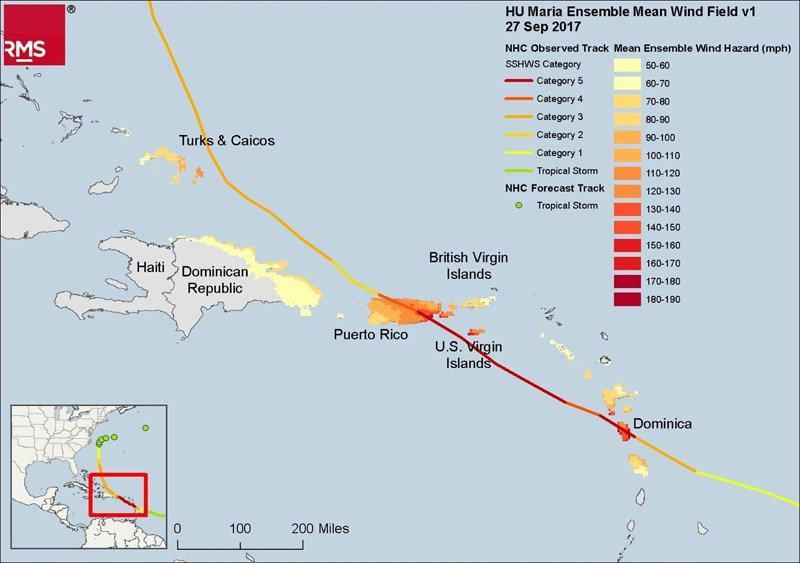 RMS
®
HU Maria Ensemble Mean Wind Field v1
27 Sep 2017
NHC Observed Track
SSHWS Category
Category 5
Category 4
Category 3
Category 2
Category 1
Tropical Storm
NHC Forecast Track
Tropical Storm
Mean Ensemble Wind Hazard (mph)
50-60
60-70
70-80
80-90
90-100
100-110
110-120
120-130
130-140
140-150
150-160
160-170
170-180
180-190
Turks & Caicos
Haiti
Dominican
Republic
British Virgin
Islands
Puerto Rico
U.S. Virgin
Islands
Dominica
0 100 200 Miles